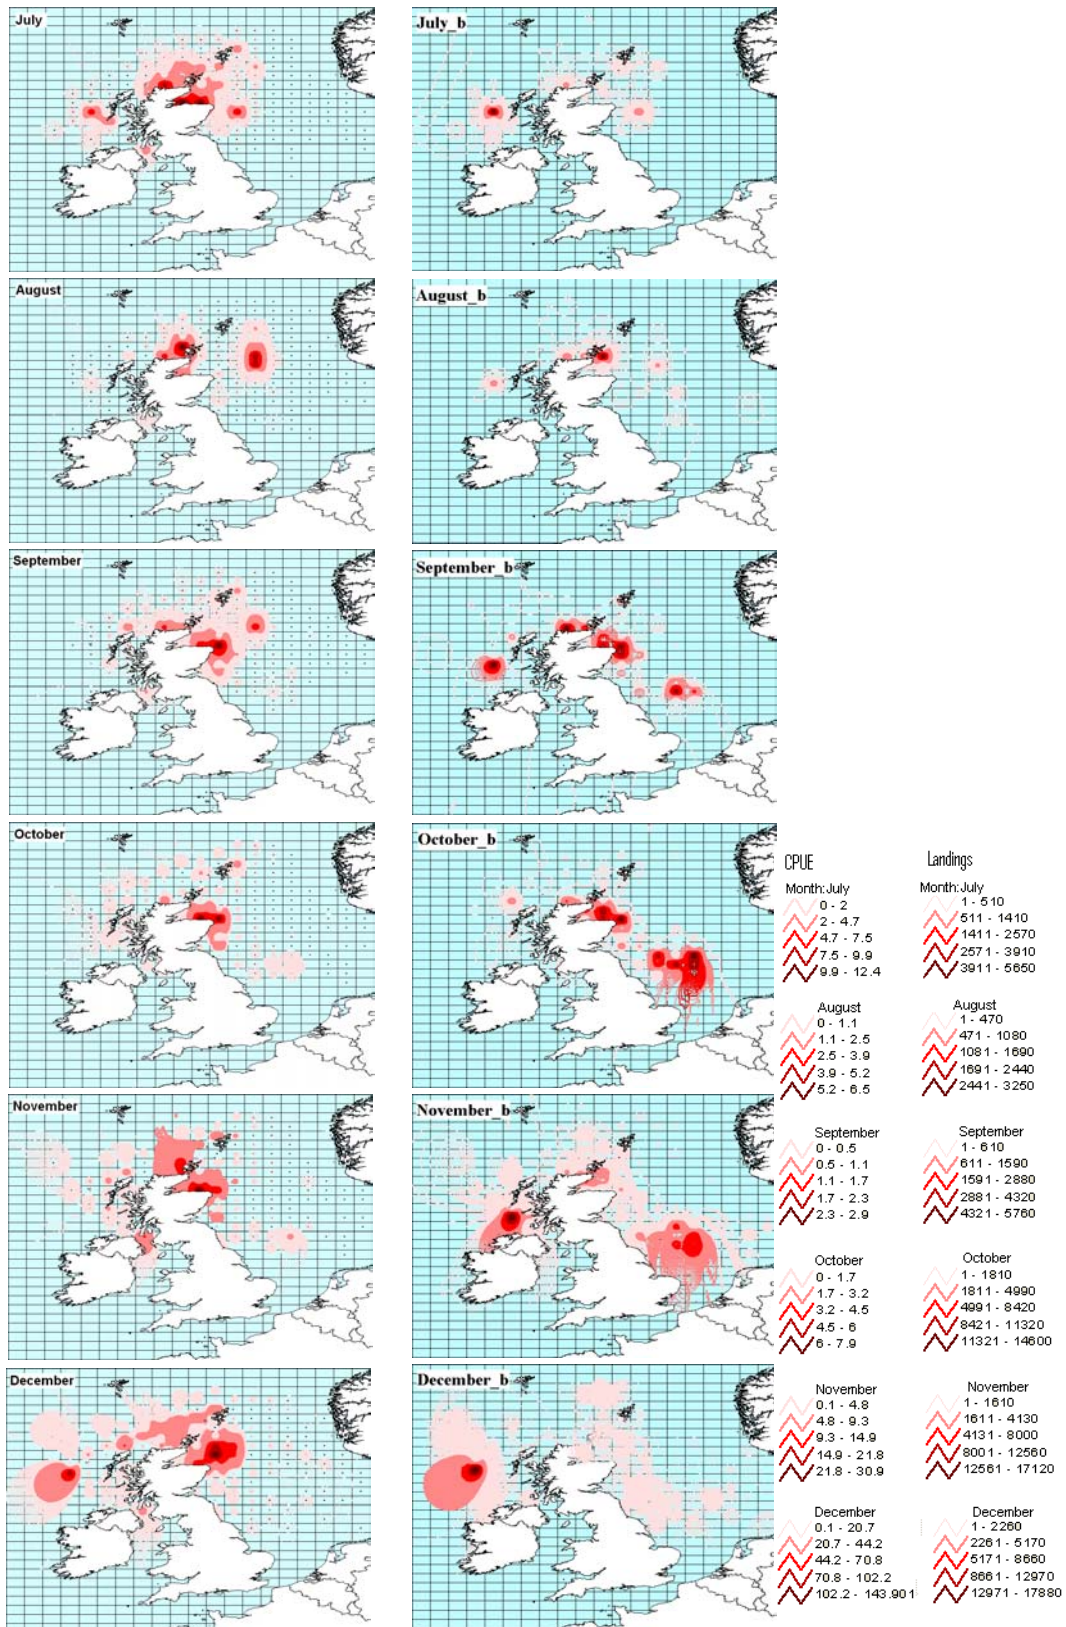 July
July_b
August
August_b
September
September_b
October
October_b
November
November_b
December
December_b
CPUE
Month:July
0 - 2
2 - 4.7
4.7 - 7.5
7.5 - 9.9
9.9 - 12.4
August
0 - 1.1
1.1 - 2.5
2.5 - 3.9
3.9 - 5.2
5.2 - 6.5
September
0 - 0.5
0.5 - 1.1
1.1 - 1.7
1.7 - 2.3
2.3 - 2.9
October
0 - 1.7
1.7 - 3.2
3.2 - 4.5
4.5 - 6
6 - 7.9
November
0.1 - 4.8
4.8 - 9.3
9.3 - 14.9
14.9 - 21.8
21.8 - 30.9
December
0.1 - 20.7
20.7 - 44.2
44.2 - 70.8
70.8 - 102.2
102.2 - 143.901
Landings
Month:July
1 - 510
511 - 1410
1411 - 2570
2571 - 3910
3911 - 5650
August
1 - 470
471 - 1080
1081 - 1690
1691 - 2440
2441 - 3250
September
1 - 610
611 - 1590
1591 - 2880
2881 - 4320
4321 - 5760
October
1 - 1810
1811 - 4990
4991 - 8420
8421 - 11320
11321 - 14600
November
1 - 1610
1611 - 4130
4131 - 8000
8001 - 12560
12561 - 17120
December
1 - 2260
2261 - 5170
5171 - 8660
8661 - 12970
12971 - 17880